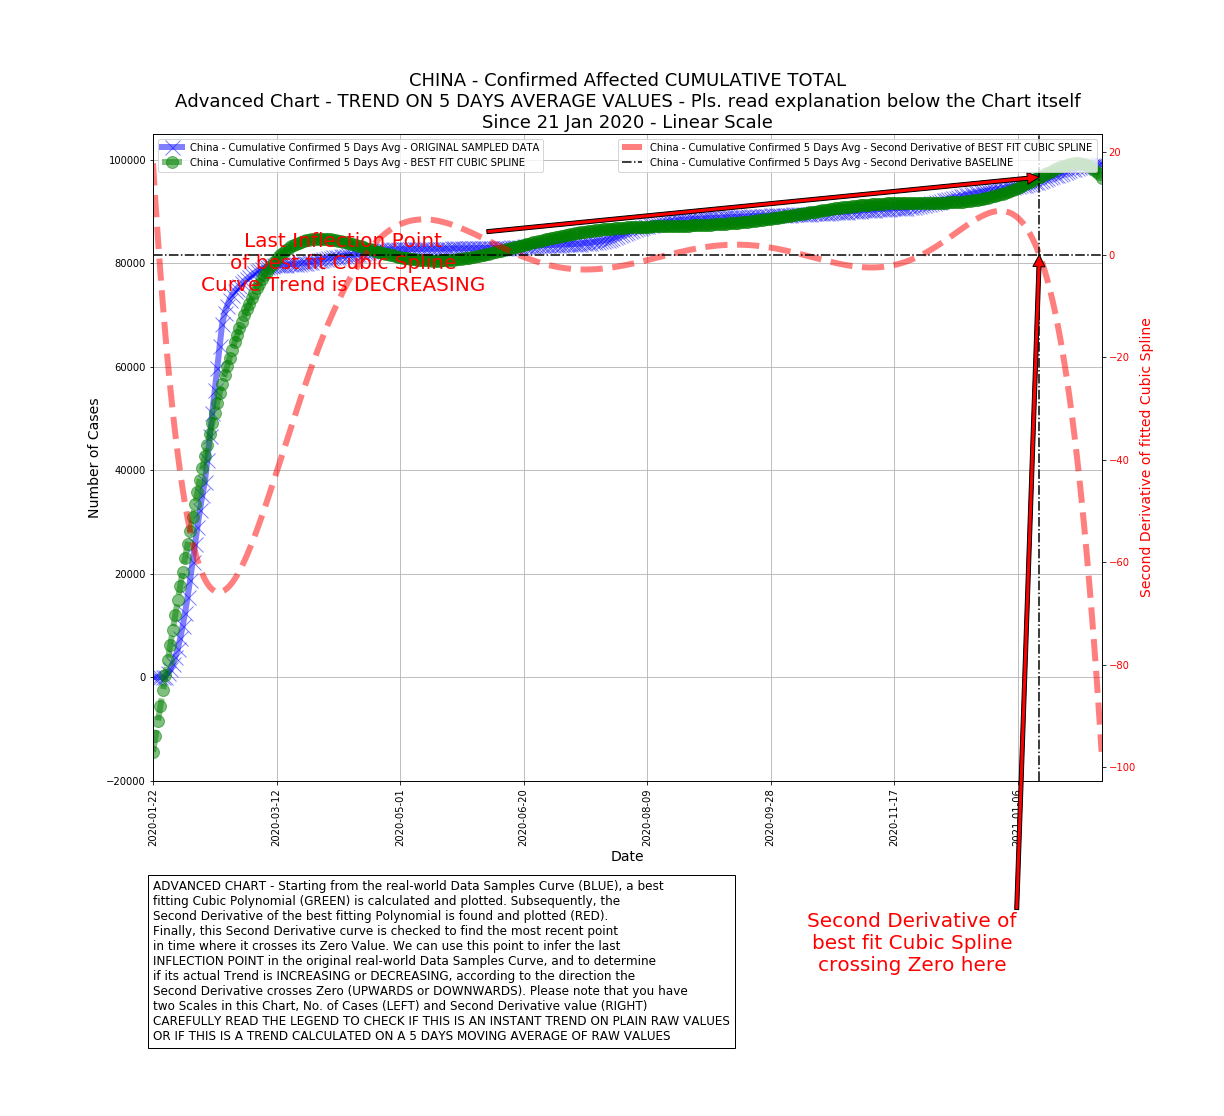 CHINA - Confirmed Affected CUMULATIVE TOTAL
Advanced Chart - TREND ON 5 DAYS AVERAGE VALUES - Pls. read explanation below the Chart itself
Since 21 Jan 2020 - Linear Scale
China - Cumulative Confirmed 5 Days Avg - ORIGINAL SAMPLED DATA
China - Cumulative Confirmed 5 Days Avg - BEST FIT CUBIC SPLINE
China - Cumulative Confirmed 5 Days Avg - Second Derivative of BEST FIT CUBIC SPLINE
China - Cumulative Confirmed 5 Days Avg - Second Derivative BASELINE
100000
80000
60000
40000
20000
0
−20000
Number of Cases
20
0
−20
−40
−60
−80
−100
Second Derivative of fitted Cubic Spline
Last Inflection Point
of best fit Cubic Spline
Curve Trend is DECREASING
2020-01-22
2020-03-12
2020-05-01
2020-06-20
2020-08-09
2020-09-28
2020-11-17
2021-01-06
Date
Second Derivative of
best fit Cubic Spline
crossing Zero here
ADVANCED CHART - Starting from the real-world Data Samples Curve (BLUE), a best
fitting Cubic Polynomial (GREEN) is calculated and plotted. Subsequently, the
Second Derivative of the best fitting Polynomial is found and plotted (RED).
Finally, this Second Derivative curve is checked to find the most recent point
in time where it crosses its Zero Value. We can use this point to infer the last
INFLECTION POINT in the original real-world Data Samples Curve, and to determine
if its actual Trend is INCREASING or DECREASING, according to the direction the
Second Derivative crosses Zero (UPWARDS or DOWNWARDS). Please note that you have
two Scales in this Chart, No. of Cases (LEFT) and Second Derivative value (RIGHT)
CAREFULLY READ THE LEGEND TO CHECK IF THIS IS AN INSTANT TREND ON PLAIN RAW VALUES
OR IF THIS IS A TREND CALCULATED ON A 5 DAYS MOVING AVERAGE OF RAW VALUES